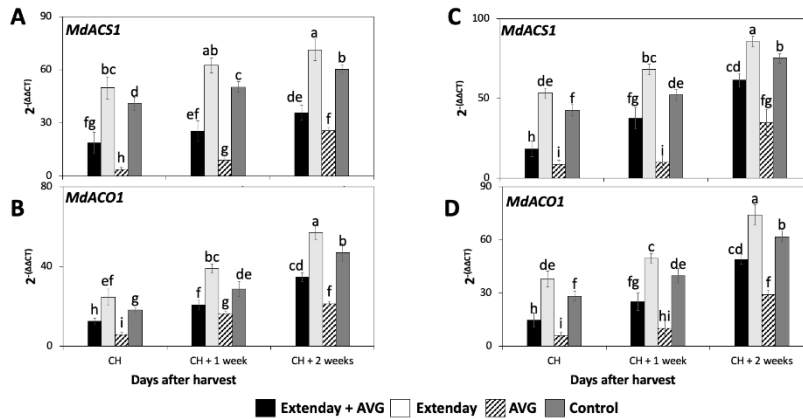 A
MdACS1
2^-(ΔΔCT)
90
60
30
0
fg bc h d
ef ab g c
de a f b
B
MdACO1
2^-(ΔΔCT)
80
40
0
h ef i g
f bc g de
cd a f b
CH CH + 1 week CH + 2 weeks
Days after harvest
C
MdACS1
2^-(ΔΔCT)
100
50
0
h de i f
fg bc i de
cd a fg b
D
MdACO1
2^-(ΔΔCT)
90
60
30
0
h de i f
g c hi de
cd a g b
CH CH + 1 week CH + 2 weeks
Days after harvest
Extenday + AVG Extenday AVG Control